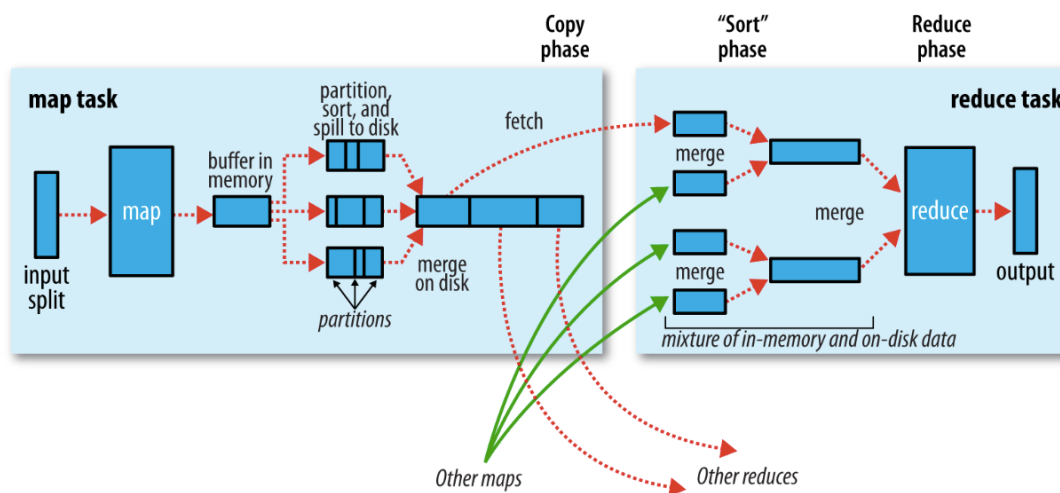 Copy
phase
“Sort”
phase
Reduce
phase
map task
partition,
sort, and
spill to disk
fetch
buffer in
memory
map
input
split
merge
on disk
partitions
reduce task
merge
merge
merge
reduce
output
mixture of in-memory and on-disk data
Other maps
Other reduces